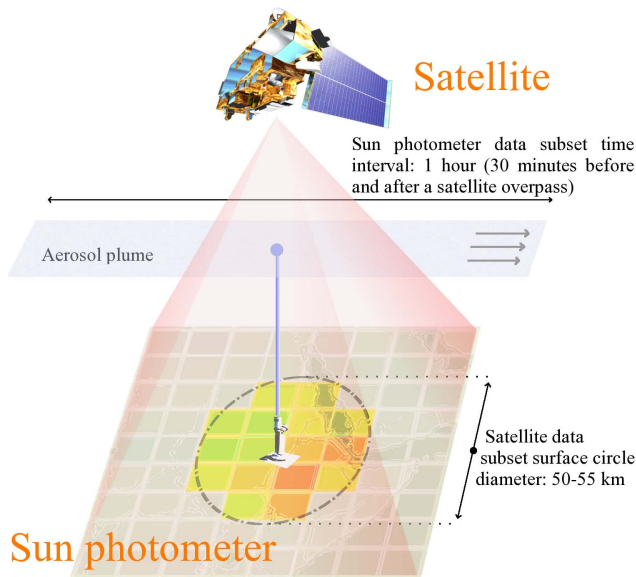 Satellite
Sun photometer data subset time
interval: 1 hour (30 minutes before
and after a satellite overpass)
Aerosol plume
Satellite data
subset surface circle
diameter: 50-55 km
Sun photometer